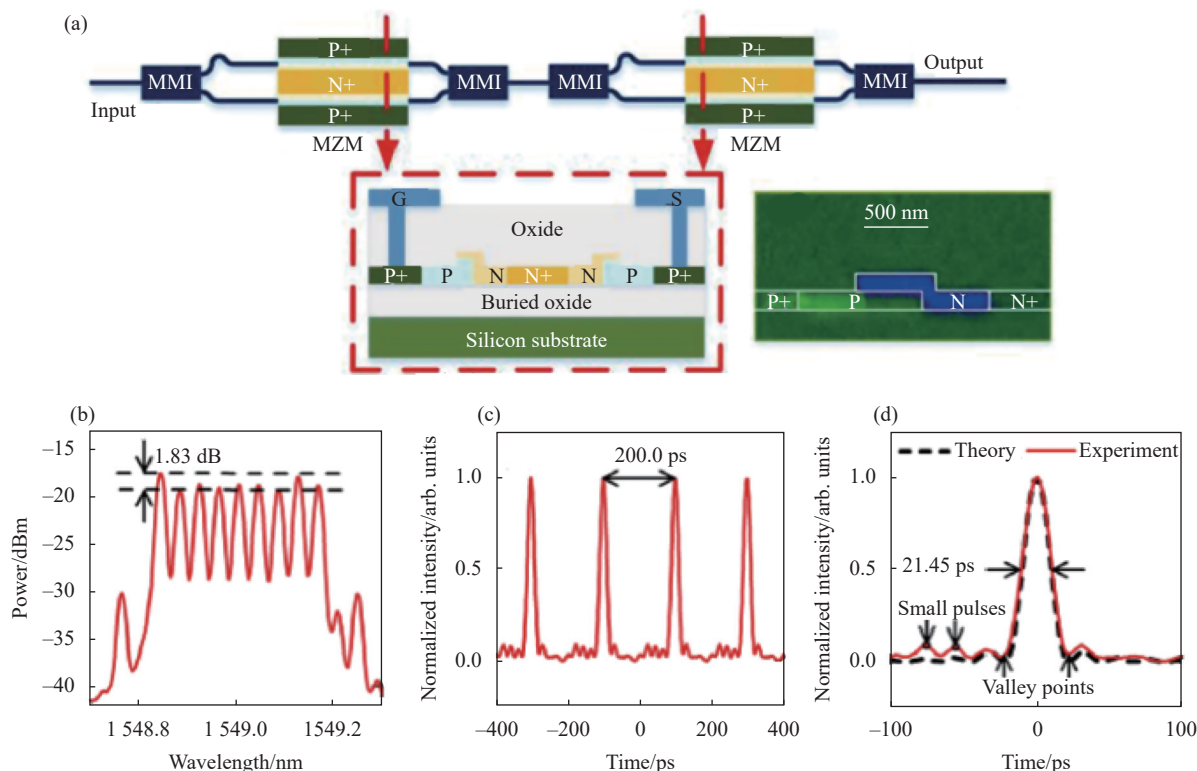 (a)
P+
P+
MMI
N+
MMI
MMI
N+
MMI
Output
Input
P+
P+
MZM
MZM
G
S
Oxide
500 nm
P+
P
N
N+
N
P
P+
P+
P
N
N+
Buried oxide
Silicon substrate
(b)
Power/dBm
−15
−20
−25
−30
−35
−40
1.83 dB
1 548.8
1 549.0
1 549.2
Wavelength/nm
(c)
Normalized intensity/arb. units
1.0
0.5
0.0
200.0 ps
−400
−200
0
200
400
Time/ps
(d)
Normalized intensity/arb. units
Theory
Experiment
1.0
0.5
0.0
21.45 ps
Small pulses
Valley points
−100
0
100
Time/ps